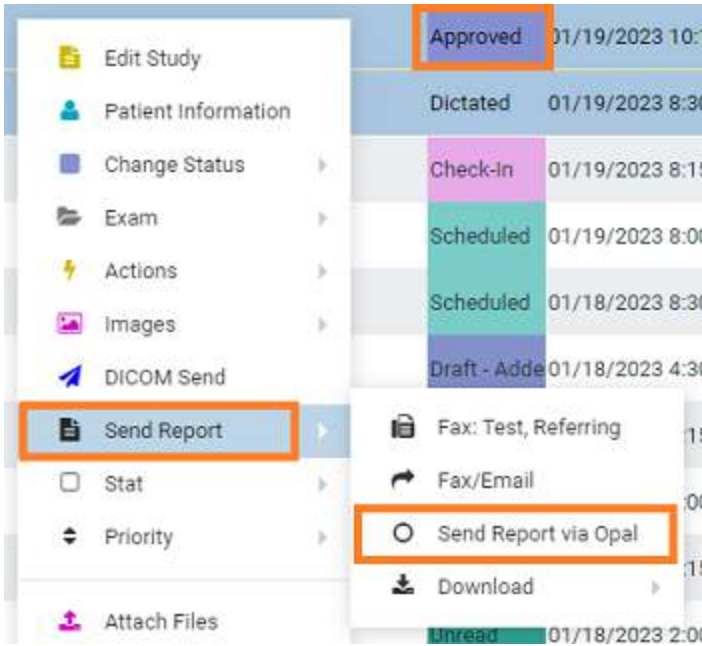 Approved 01/19/2023 10:
Edit Study
Patient Information
Dictated 01/19/2023 8:30
Change Status
Check-In 01/19/2023 8:15
Exam
Scheduled 01/19/2023 8:00
Actions
Scheduled 01/18/2023 8:30
Images
DICOM Send
Draft - Adde 01/18/2023 4:30
Send Report
Fax: Test, Referring
Stat
Fax/Email
Priority
Send Report via Opal
Download
Attach Files
Unread 01/18/2023 2:00